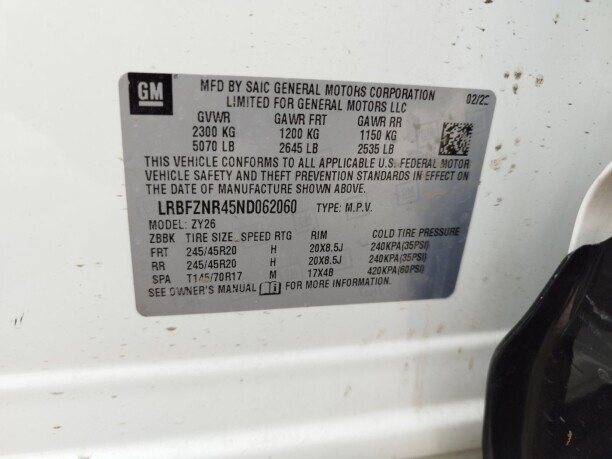 GM
MFD BY SAIC GENERAL MOTORS CORPORATION 02/22
LIMITED FOR GENERAL MOTORS LLC
GVWR GAWR FRT GAWR RR
2300 KG 1200 KG 1150 KG
5070 LB 2645 LB 2535 LB
THIS VEHICLE CONFORMS TO ALL APPLICABLE U.S. FEDERAL MOTOR
VEHICLE SAFETY AND THEFT PREVENTION STANDARDS IN EFFECT ON
THE DATE OF MANUFACTURE SHOWN ABOVE.
LRBFZNR45ND062060 TYPE: M.P.V.
MODEL: ZY26
ZBBK TIRE SIZE SPEED RTG RIM COLD TIRE PRESSURE
FRT 245/45R20 H 20X8.5J 240KPA(35PSI)
RR 245/45R20 H 20X8.5J 240KPA(35PSI)
SPA T145/70R17 M 17X4B 420KPA(60PSI)
SEE OWNER'S MANUAL FOR MORE INFORMATION.